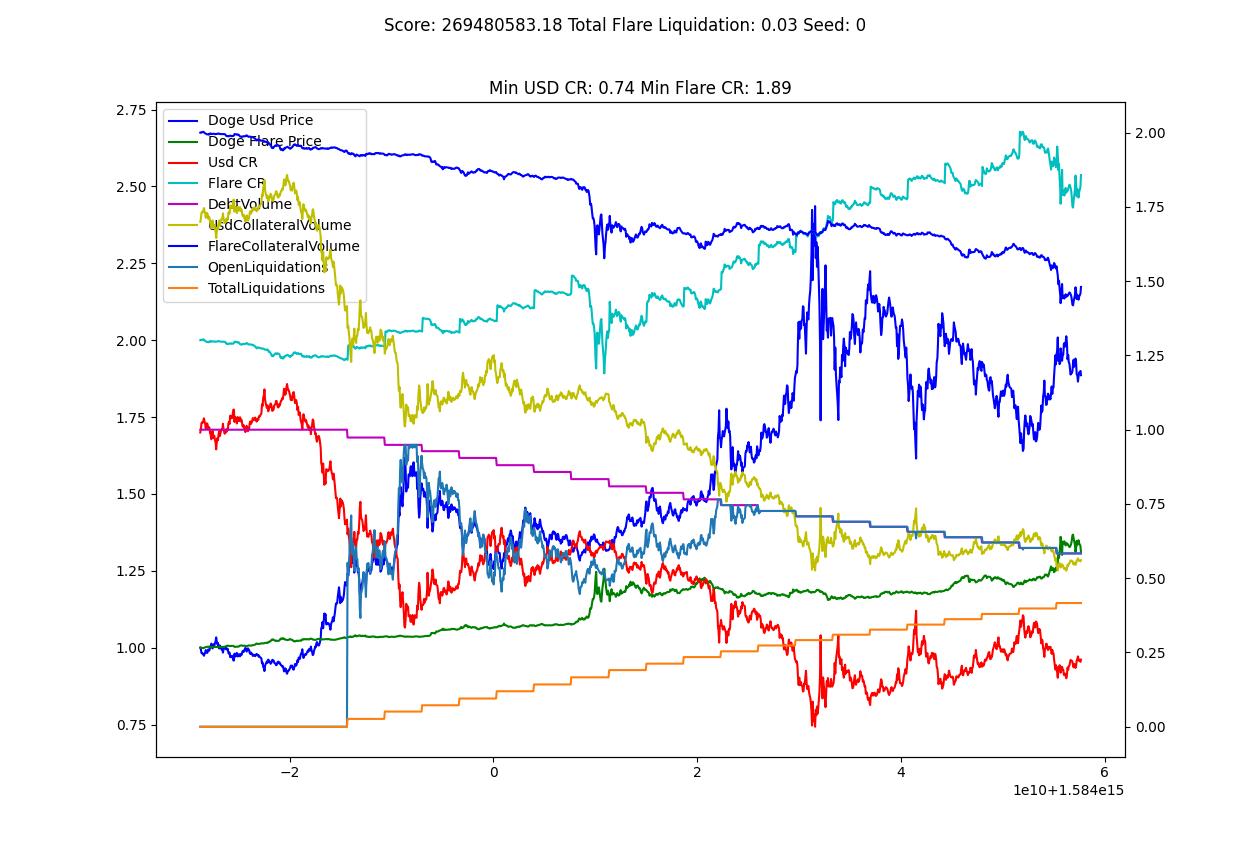 Score: 269480583.18 Total Flare Liquidation: 0.03 Seed: 0
Min USD CR: 0.74 Min Flare CR: 1.89
2.75
2.50
2.25
2.00
1.75
1.50
1.25
1.00
0.75
Doge Usd Price
Doge Flare Price
Usd CR
Flare CR
DebtVolume
UsdCollateralVolume
FlareCollateralVolume
OpenLiquidations
TotalLiquidations
2.00
1.75
1.50
1.25
1.00
0.75
0.50
0.25
0.00
−2 0 2 4 6
1e10+1.584e15